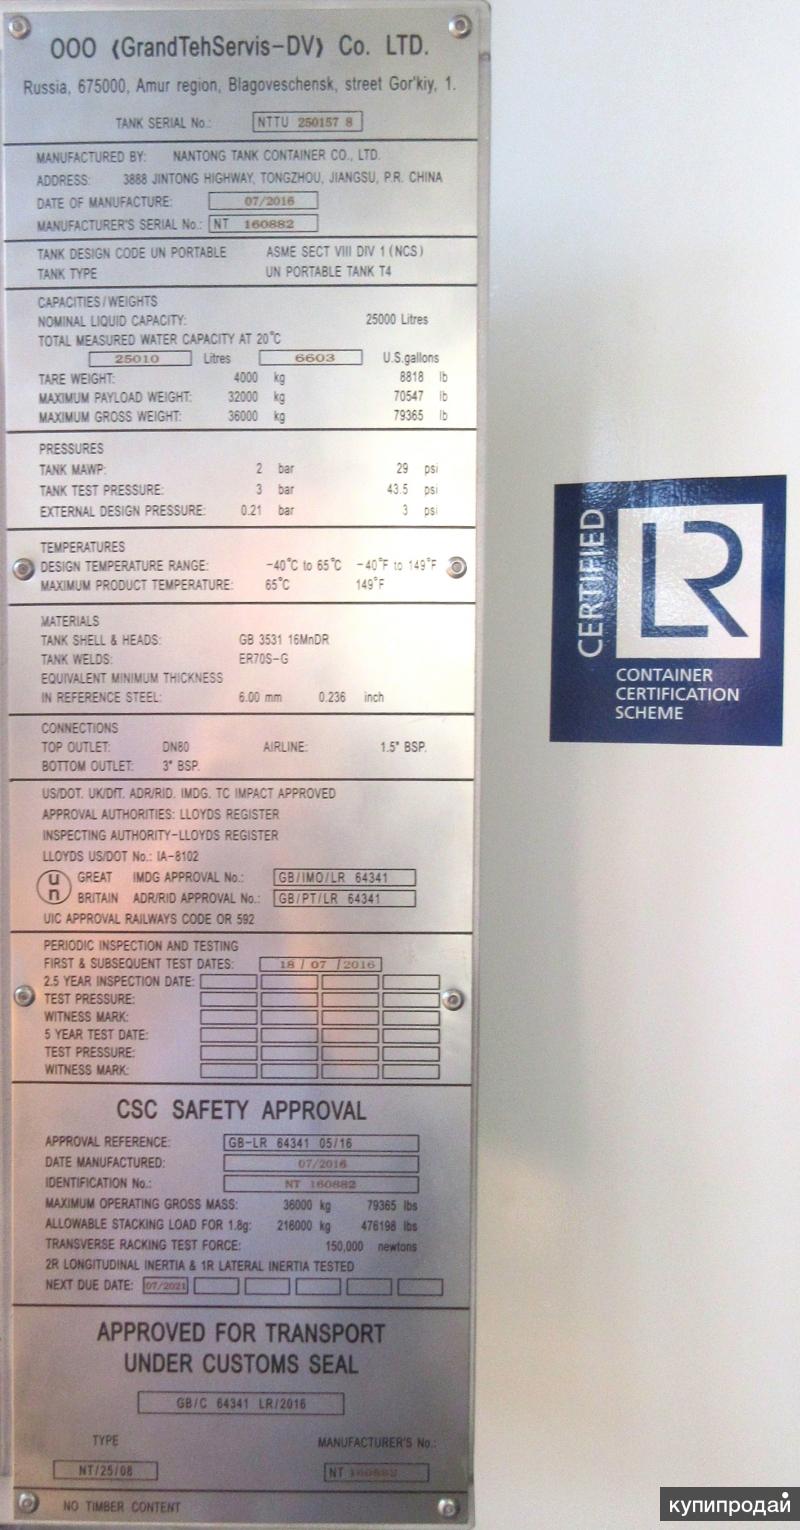 OOO ⟨GrandTehServis-DV⟩ Co. LTD.
Russia, 675000, Amur region, Blagoveschensk, street Gor'kiy, 1.
TANK SERIAL No.: NTTU 250157 8
MANUFACTURED BY: NANTONG TANK CONTAINER CO., LTD.
ADDRESS: 3888 JINTONG HIGHWAY, TONGZHOU, JIANGSU, P.R. CHINA
DATE OF MANUFACTURE: 07/2016
MANUFACTURER'S SERIAL No.: NT 160882
TANK DESIGN CODE UN PORTABLE ASME SECT VIII DIV 1 (NCS)
TANK TYPE UN PORTABLE TANK T4
CAPACITIES/WEIGHTS
NOMINAL LIQUID CAPACITY: 25000 Litres
TOTAL MEASURED WATER CAPACITY AT 20°C
25010 Litres 6603 U.S.gallons
TARE WEIGHT: 4000 kg 8818 lb
MAXIMUM PAYLOAD WEIGHT: 32000 kg 70547 lb
MAXIMUM GROSS WEIGHT: 36000 kg 79365 lb
PRESSURES
TANK MAWP: 2 bar 29 psi
TANK TEST PRESSURE: 3 bar 43.5 psi
EXTERNAL DESIGN PRESSURE: 0.21 bar 3 psi
TEMPERATURES
DESIGN TEMPERATURE RANGE: -40°C to 65°C -40°F to 149°F
MAXIMUM PRODUCT TEMPERATURE: 65°C 149°F
MATERIALS
TANK SHELL & HEADS: GB 3531 16MnDR
TANK WELDS: ER70S-G
EQUIVALENT MINIMUM THICKNESS
IN REFERENCE STEEL: 6.00 mm 0.236 inch
CONNECTIONS
TOP OUTLET: DN80 AIRLINE: 1.5" BSP.
BOTTOM OUTLET: 3" BSP.
US/DOT. UK/DfT. ADR/RID. IMDG. TC IMPACT APPROVED
APPROVAL AUTHORITIES: LLOYDS REGISTER
INSPECTING AUTHORITY-LLOYDS REGISTER
LLOYDS US/DOT No.: IA-8102
un GREAT IMDG APPROVAL No.: GB/IMO/LR 64341
BRITAIN ADR/RID APPROVAL No.: GB/PT/LR 64341
UIC APPROVAL RAILWAYS CODE OR 592
PERIODIC INSPECTION AND TESTING
FIRST & SUBSEQUENT TEST DATES: 18 / 07 /2016
2.5 YEAR INSPECTION DATE:
TEST PRESSURE:
WITNESS MARK:
5 YEAR TEST DATE:
TEST PRESSURE:
WITNESS MARK:
CSC SAFETY APPROVAL
APPROVAL REFERENCE: GB-LR 64341 05/16
DATE MANUFACTURED: 07/2016
IDENTIFICATION No.: NT 160882
MAXIMUM OPERATING GROSS MASS: 36000 kg 79365 lbs
ALLOWABLE STACKING LOAD FOR 1.8g: 216000 kg 476198 lbs
TRANSVERSE RACKING TEST FORCE: 150,000 newtons
2R LONGITUDINAL INERTIA & 1R LATERAL INERTIA TESTED
NEXT DUE DATE: 07/2021
APPROVED FOR TRANSPORT
UNDER CUSTOMS SEAL
GB/C 64341 LR/2016
TYPE MANUFACTURER'S No.:
NT/25/08 NT 160882
NO TIMBER CONTENT
CERTIFIED
LR
CONTAINER
CERTIFICATION
SCHEME
купипродай